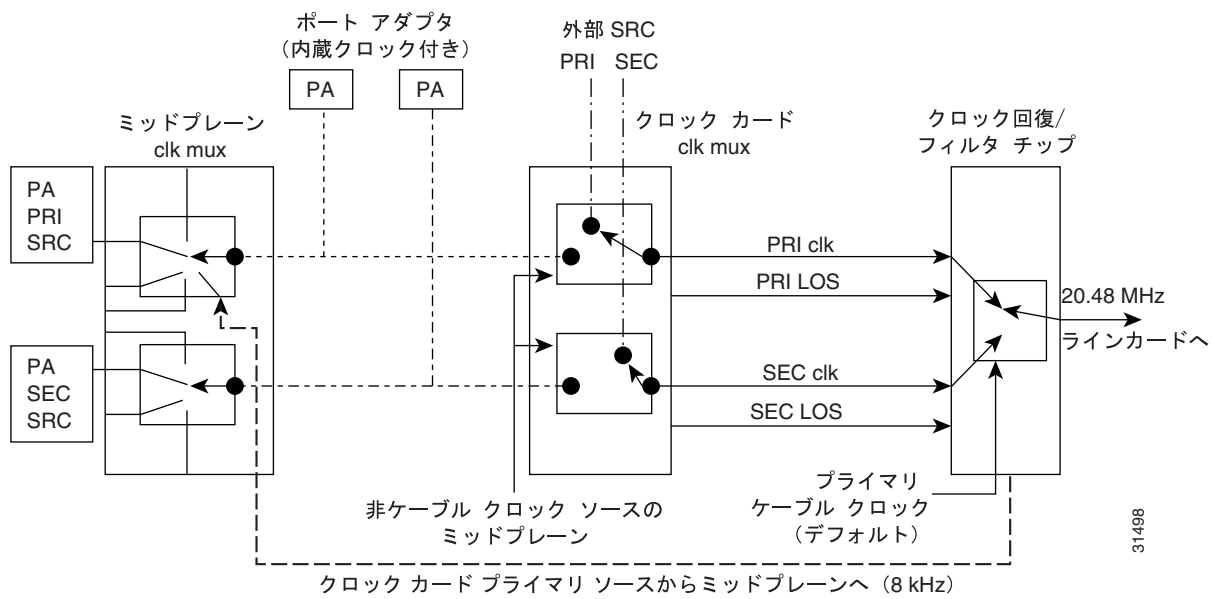 ポート アダプタ
（内蔵クロック付き）
PA
PA
外部 SRC
PRI SEC
ミッドプレーン
clk mux
クロック カード
clk mux
クロック回復/
フィルタ チップ
PA
PRI
SRC
PA
SEC
SRC
PRI clk
PRI LOS
SEC clk
SEC LOS
20.48 MHz
ラインカードへ
非ケーブル クロック ソースの
ミッドプレーン
プライマリ
ケーブル クロック
（デフォルト）
クロック カード プライマリ ソースからミッドプレーンへ（8 kHz）
31498